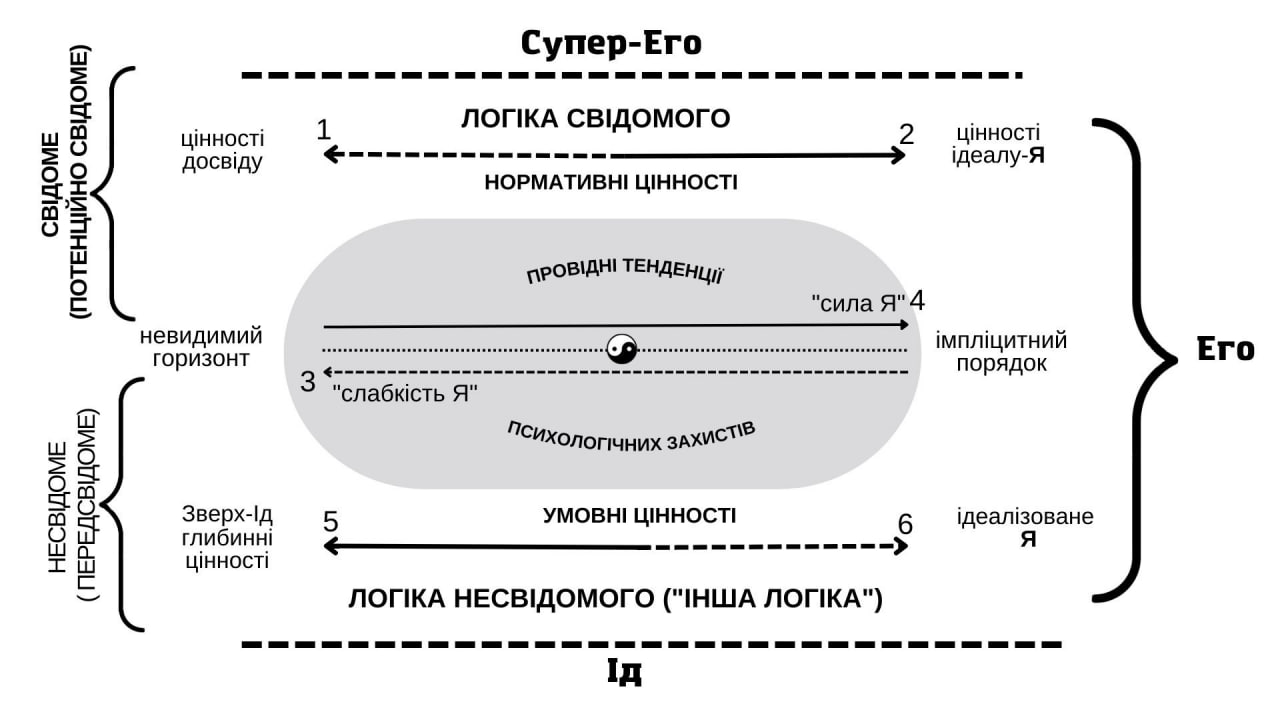 Супер-Его
ЛОГІКА СВІДОМОГО
СВІДОМЕ
(ПОТЕНЦІЙНО СВІДОМЕ)
цінності
досвіду
1
2
цінності
ідеалу-Я
НОРМАТИВНІ ЦІННОСТІ
ПРОВІДНІ ТЕНДЕНЦІЇ
"сила Я"
4
невидимий
горизонт
імпліцитний
порядок
Его
3
"слабкість Я"
ПСИХОЛОГІЧНИХ ЗАХИСТІВ
НЕСВІДОМЕ
( ПЕРЕДСВІДОМЕ)
Зверх-Ід
глибинні
цінності
5
УМОВНІ ЦІННОСТІ
6
ідеалізоване
Я
ЛОГІКА НЕСВІДОМОГО ("ІНША ЛОГІКА")
Ід